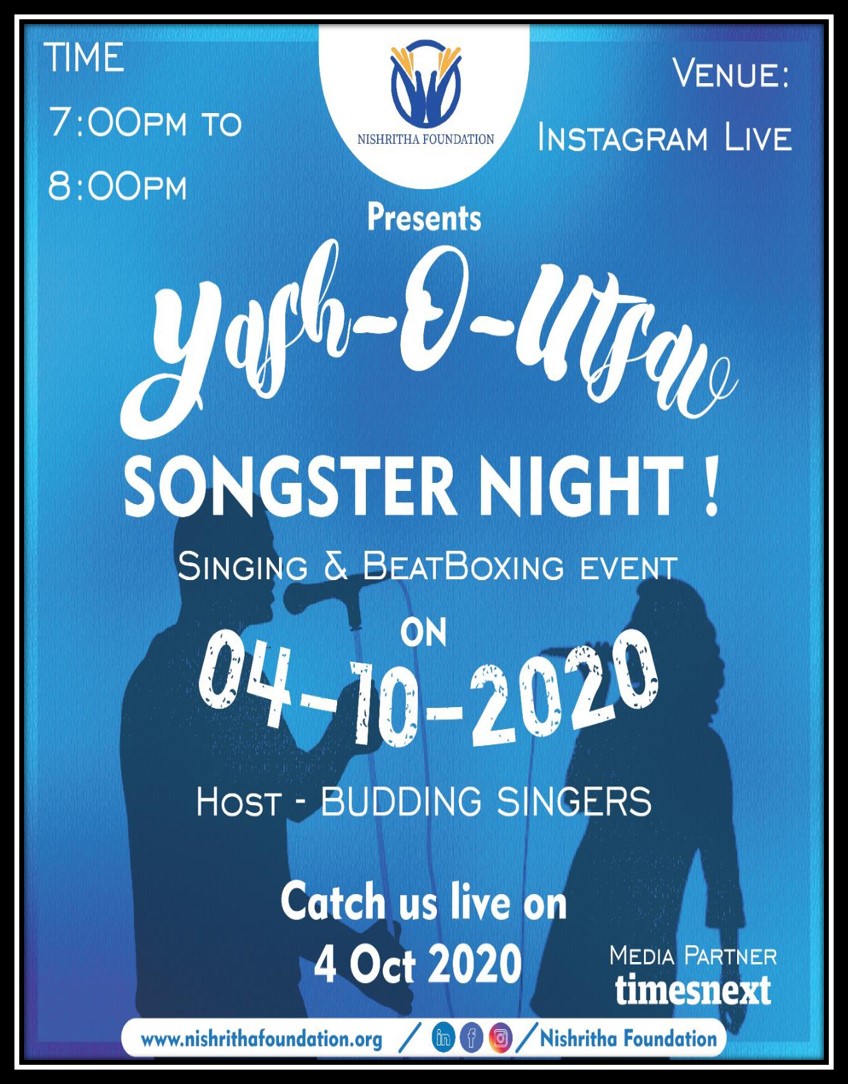 TIME
7:00PM TO
8:00PM
NISHRITHA FOUNDATION
VENUE:
INSTAGRAM LIVE
Presents
Yash-O-Utsav
SONGSTER NIGHT !
SINGING & BEATBOXING EVENT
ON
04-10-2020
HOST - BUDDING SINGERS
Catch us live on
4 Oct 2020
MEDIA PARTNER
timesnext
www.nishrithafoundation.org / in f / Nishritha Foundation